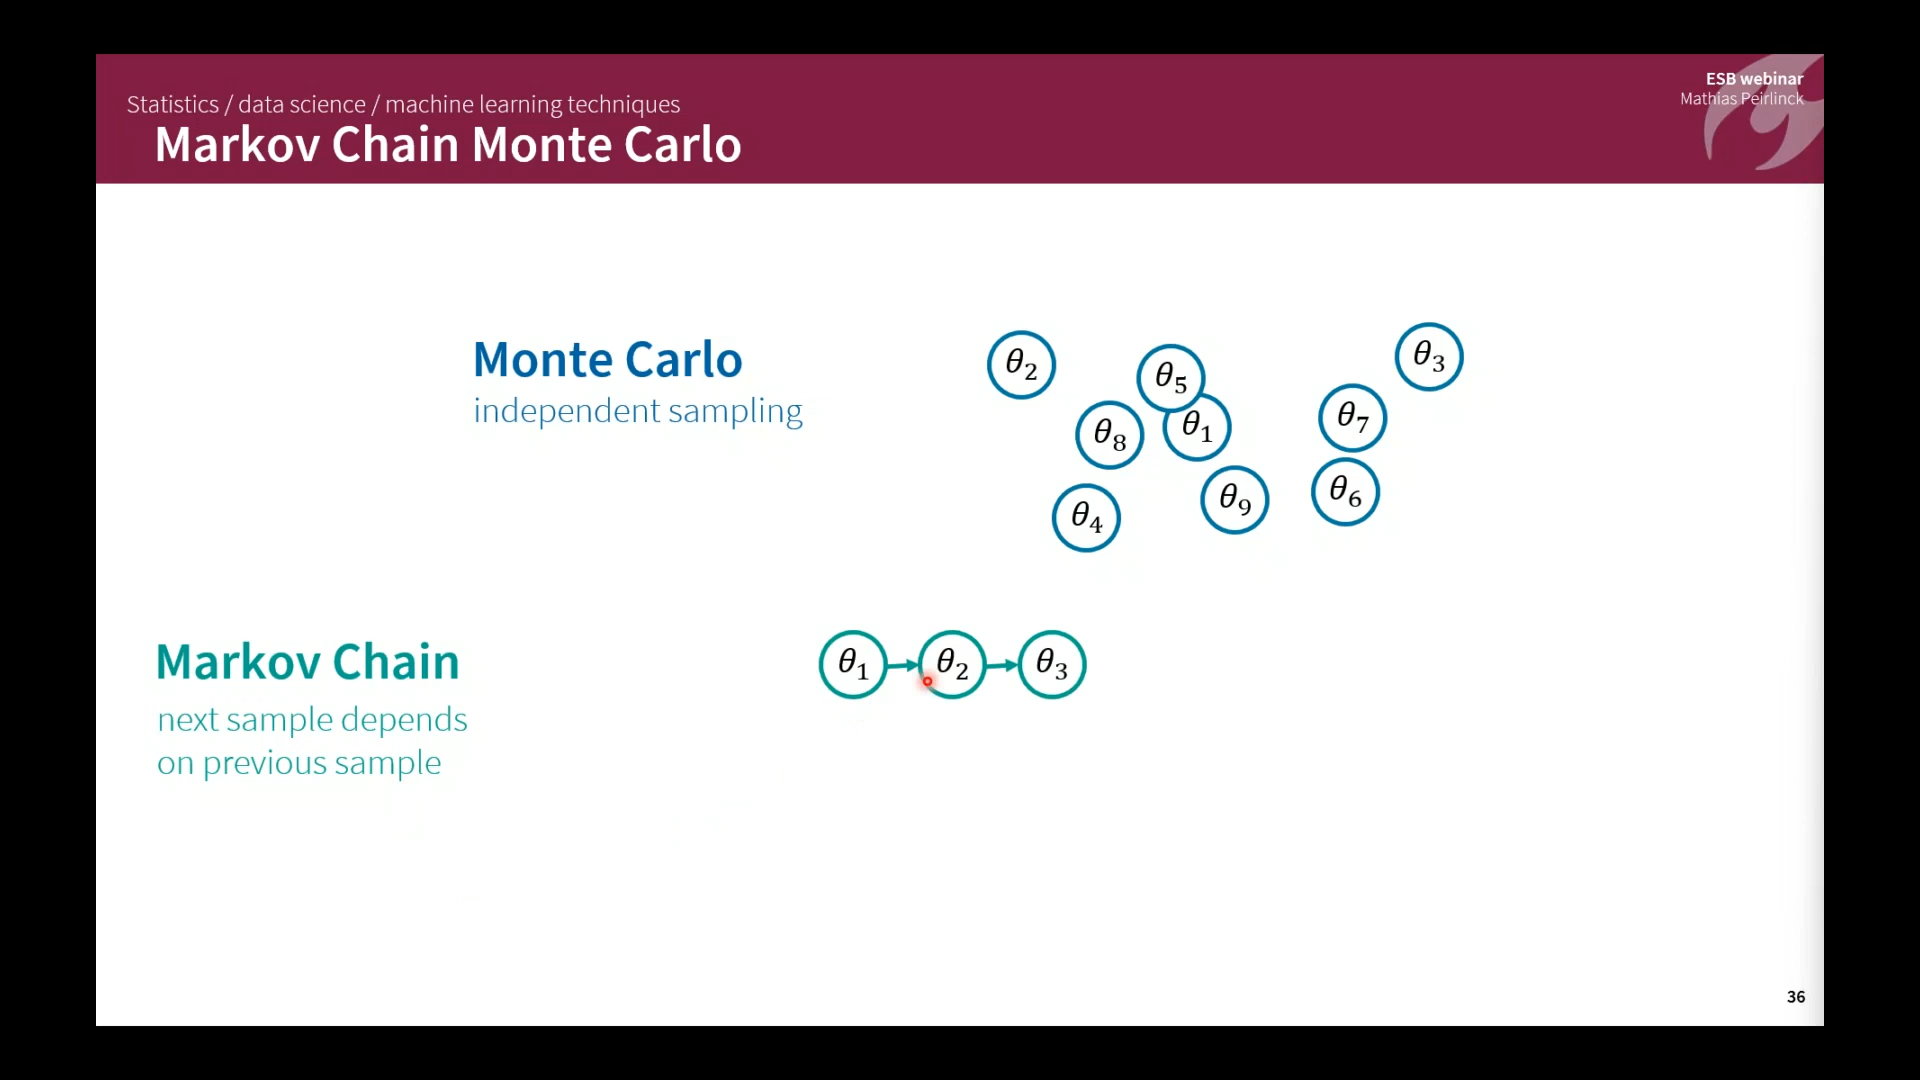 Statistics / data science / machine learning techniques
Markov Chain Monte Carlo
ESB webinar
Mathias Peirlinck
Monte Carlo
independent sampling
θ₂
θ₅
θ₃
θ₈
θ₁
θ₇
θ₄
θ₉
θ₆
Markov Chain
next sample depends
on previous sample
θ₁ θ₂ θ₃
36